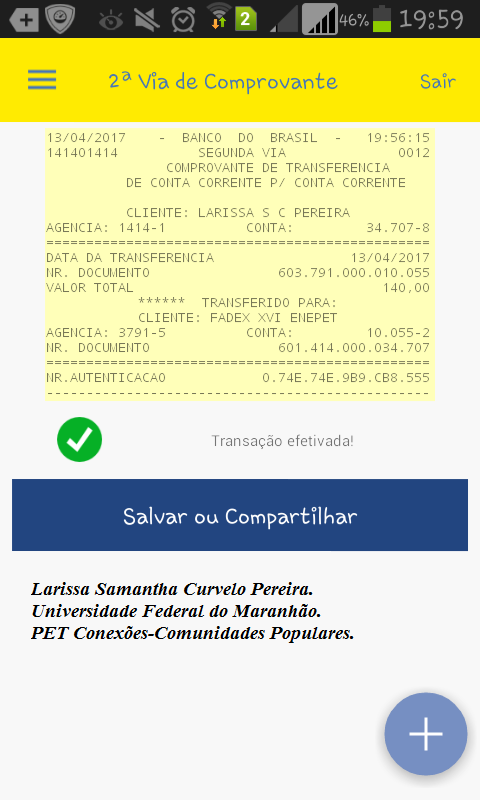 46% 19:59
2
2ª Via de Comprovante Sair
13/04/2017 - BANCO DO BRASIL - 19:56:15
141401414 SEGUNDA VIA 0012
COMPROVANTE DE TRANSFERENCIA
DE CONTA CORRENTE P/ CONTA CORRENTE
CLIENTE: LARISSA S C PEREIRA
AGENCIA: 1414-1 CONTA: 34.707-8
================================================
DATA DA TRANSFERENCIA 13/04/2017
NR. DOCUMENTO 603.791.000.010.055
VALOR TOTAL 140,00
****** TRANSFERIDO PARA:
CLIENTE: FADEX XVI ENEPET
AGENCIA: 3791-5 CONTA: 10.055-2
NR. DOCUMENTO 601.414.000.034.707
================================================
NR.AUTENTICACAO 0.74E.74E.9B9.CB8.555
------------------------------------------------
Transação efetivada!
Salvar ou Compartilhar
Larissa Samantha Curvelo Pereira.
Universidade Federal do Maranhão.
PET Conexões-Comunidades Populares.